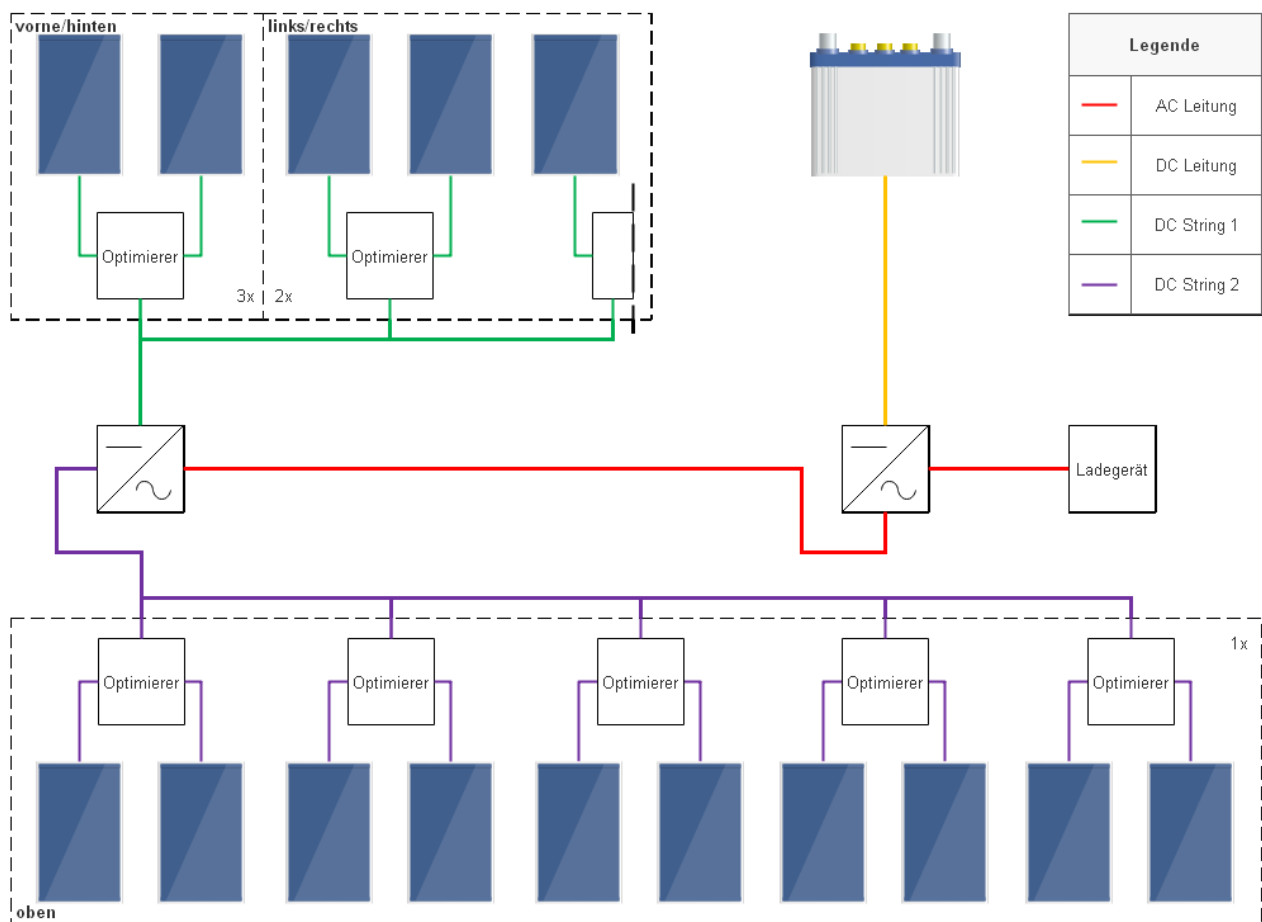 vorne/hinten
links/rechts
Optimierer
Optimierer
3x
2x
Legende
AC Leitung
DC Leitung
DC String 1
DC String 2
Ladegerät
1x
Optimierer
Optimierer
Optimierer
Optimierer
Optimierer
oben